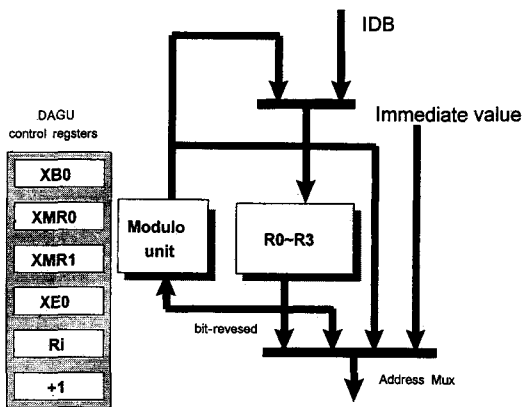 IDB
Immediate value
.DAGU
control regsters
XB0
XMR0
XMR1
XE0
Ri
+1
Modulo
unit
R0~R3
bit-revesed
Address Mux